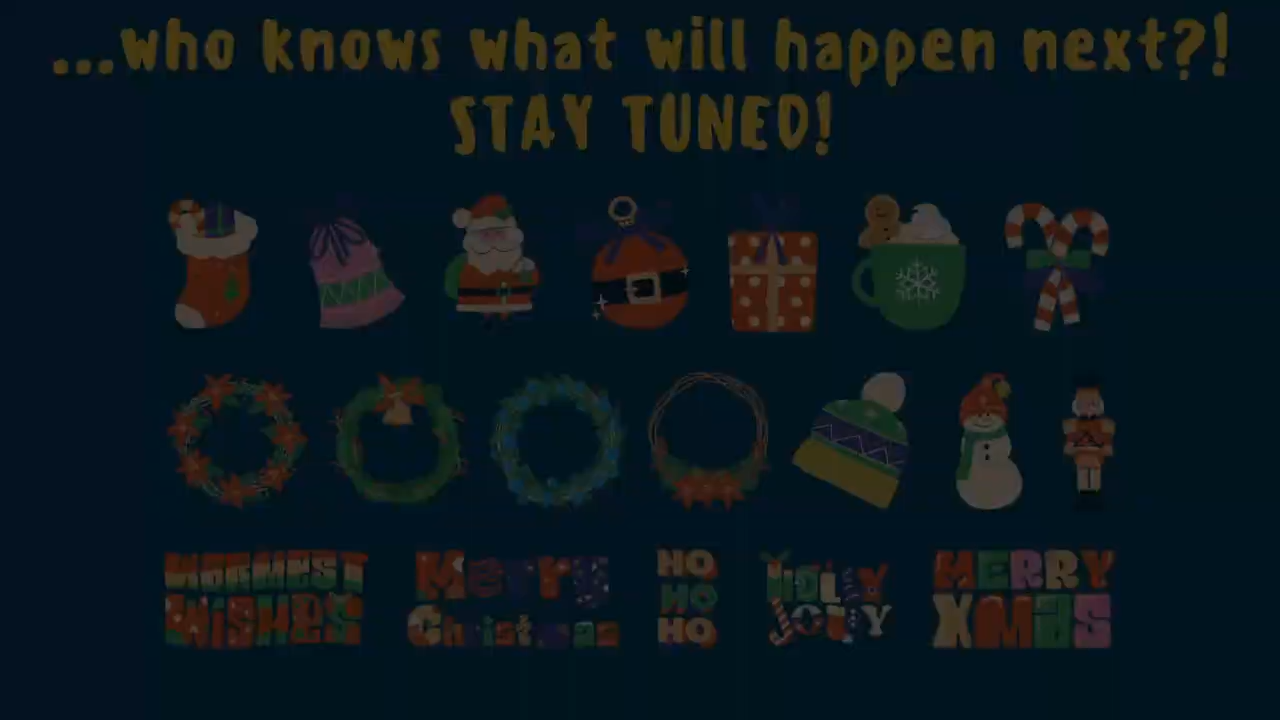 ...who knows what will happen next?!
STAY TUNED!
WARMEST
WISHES
Merry
Christmas
HO
HO
HO
HOLLY
JOLLY
MERRY
XMaS